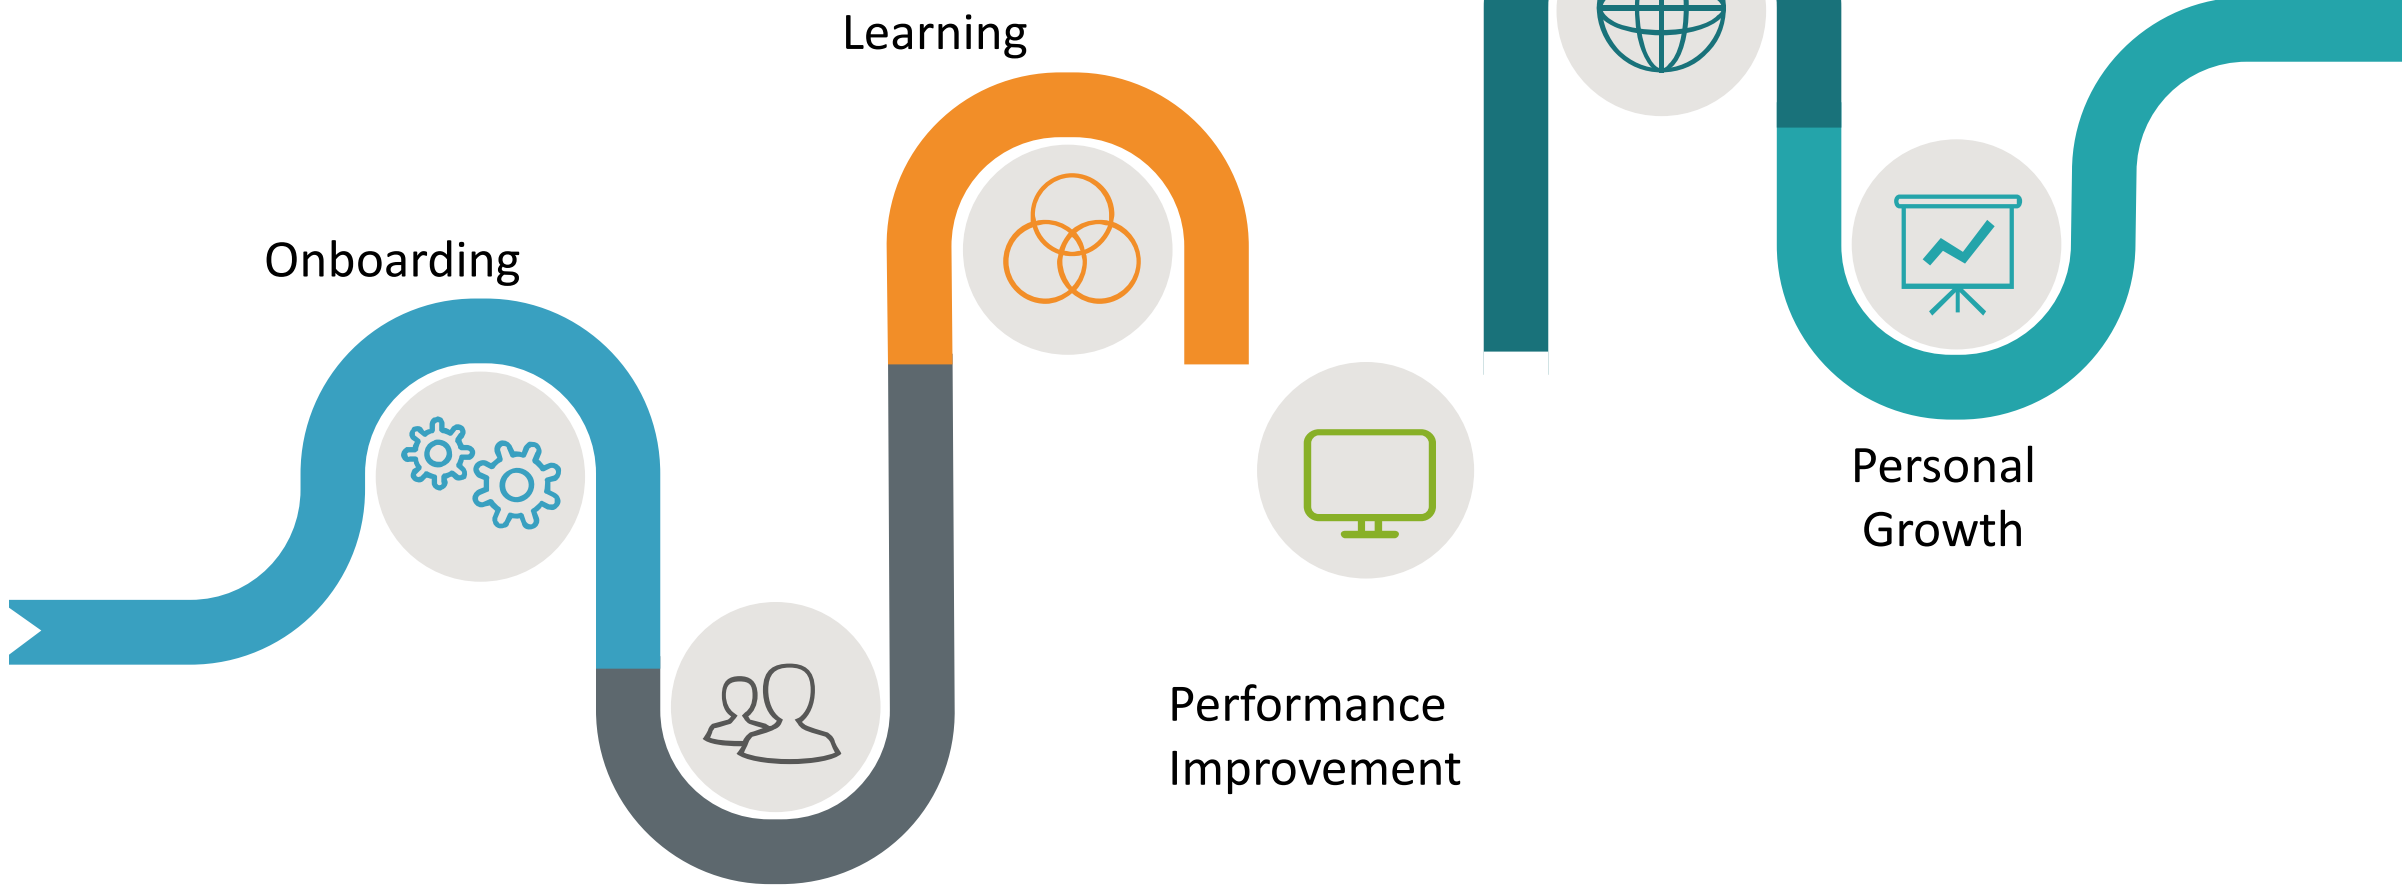 Onboarding
Learning
Performance
Improvement
Personal
Growth